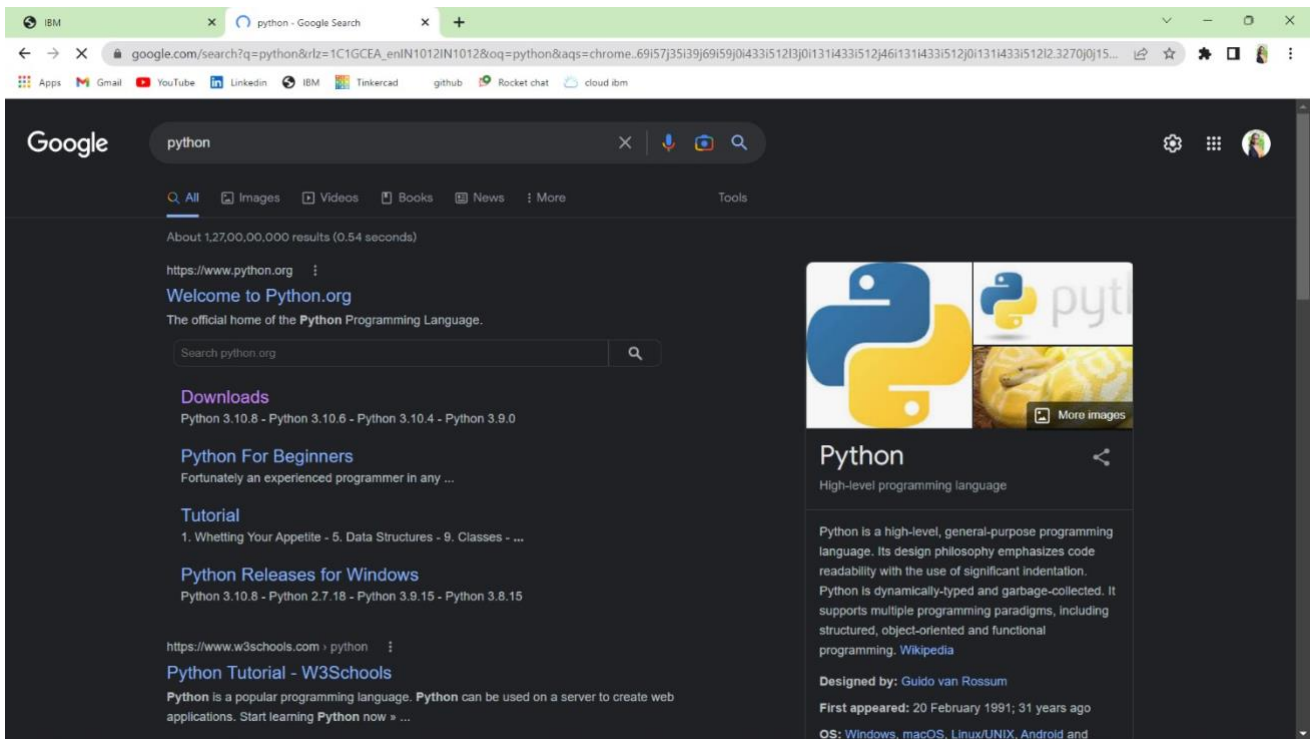 IBM
python - Google Search
google.com/search?q=python&rlz=1C1GCEA_enIN1012IN1012&oq=python&aqs=chrome..69i57j35i39j69i59j0i433i512l3j0i131i433i512j46i131i433i512j0i131i433i512l2.3270j0j15...
Apps Gmail YouTube Linkedin IBM Tinkercad github Rocket chat cloud ibm
Google
python
All Images Videos Books News More Tools
About 1,27,00,00,000 results (0.54 seconds)
https://www.python.org
Welcome to Python.org
The official home of the Python Programming Language.
Search python.org
Downloads
Python 3.10.8 - Python 3.10.6 - Python 3.10.4 - Python 3.9.0
Python For Beginners
Fortunately an experienced programmer in any ...
Tutorial
1. Whetting Your Appetite - 5. Data Structures - 9. Classes - ...
Python Releases for Windows
Python 3.10.8 - Python 2.7.18 - Python 3.9.15 - Python 3.8.15
https://www.w3schools.com › python
Python Tutorial - W3Schools
Python is a popular programming language. Python can be used on a server to create web
applications. Start learning Python now » ...
pyt
More images
Python
High-level programming language
Python is a high-level, general-purpose programming
language. Its design philosophy emphasizes code
readability with the use of significant indentation.
Python is dynamically-typed and garbage-collected. It
supports multiple programming paradigms, including
structured, object-oriented and functional
programming. Wikipedia
Designed by: Guido van Rossum
First appeared: 20 February 1991; 31 years ago
OS: Windows, macOS, Linux/UNIX, Android and